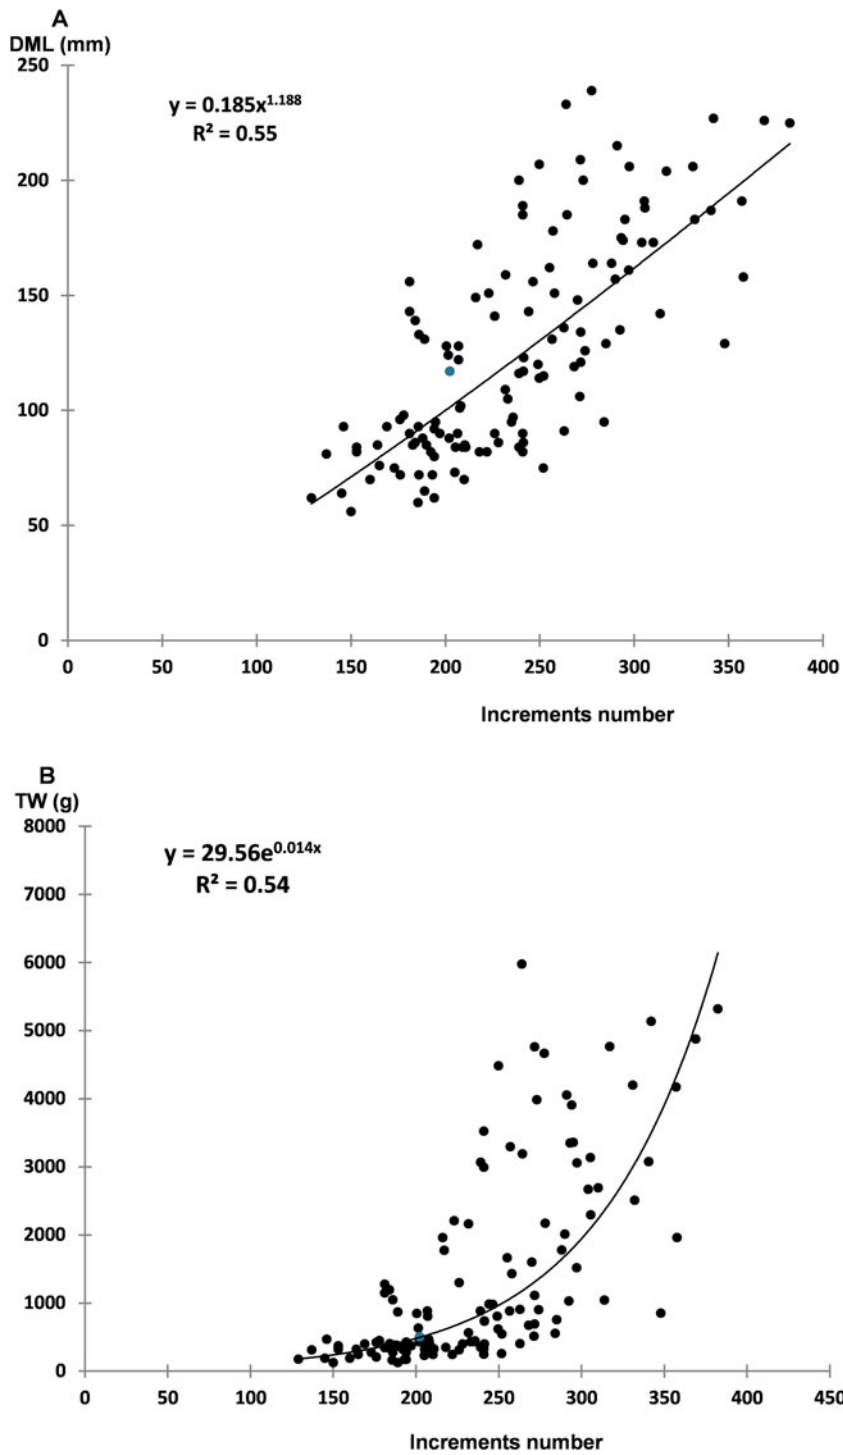 A
DML (mm)
250
y = 0.185x^1.188
R² = 0.55
200
150
100
50
0
0 50 100 150 200 250 300 350 400
Increments number
B
TW (g)
8000
y = 29.56e^0.014x
R² = 0.54
7000
6000
5000
4000
3000
2000
1000
0
0 50 100 150 200 250 300 350 400 450
Increments number